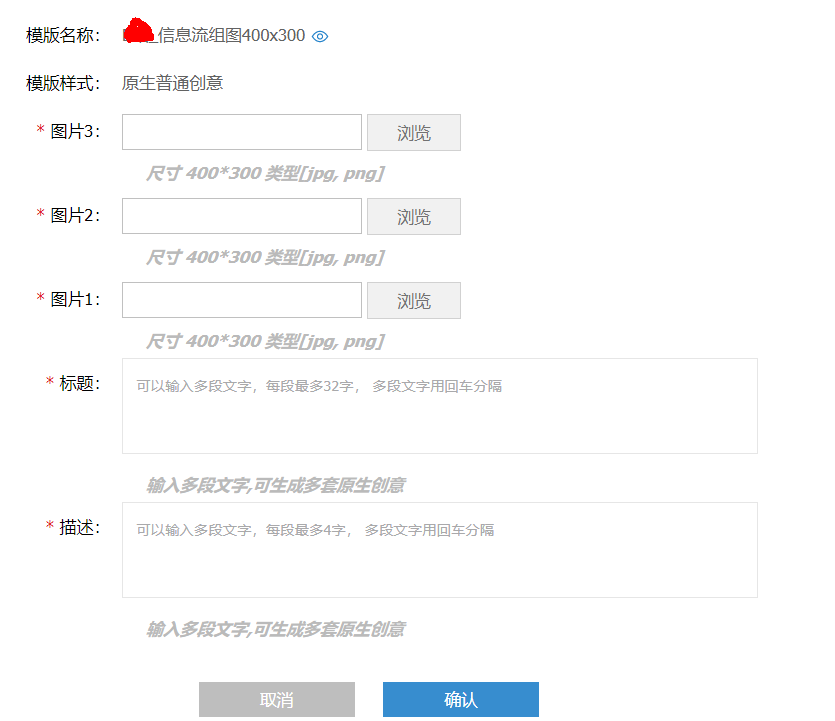 模版名称： 信息流组图400x300
模版样式： 原生普通创意
* 图片3： 浏览
尺寸 400*300 类型[jpg, png]
* 图片2： 浏览
尺寸 400*300 类型[jpg, png]
* 图片1： 浏览
尺寸 400*300 类型[jpg, png]
* 标题： 可以输入多段文字，每段最多32字， 多段文字用回车分隔
输入多段文字,可生成多套原生创意
* 描述： 可以输入多段文字，每段最多4字， 多段文字用回车分隔
输入多段文字,可生成多套原生创意
取消 确认